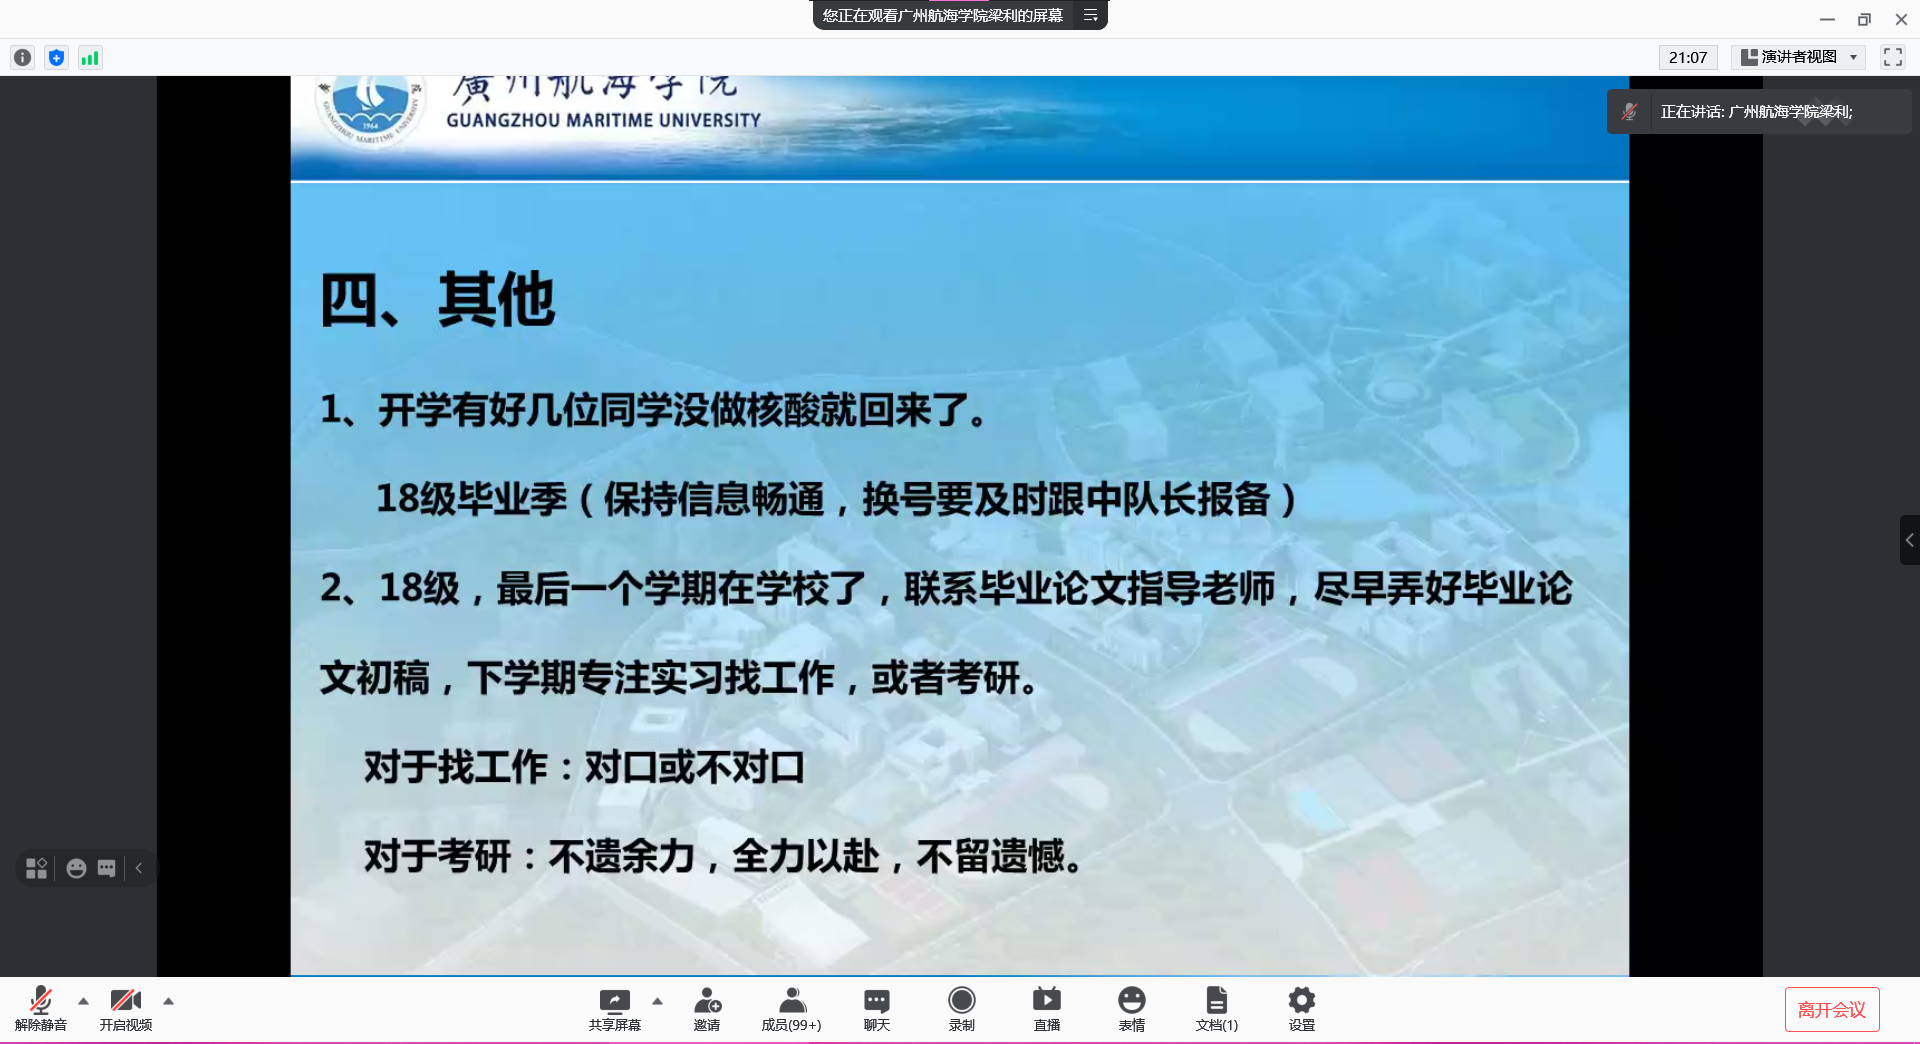 您正在观看广州航海学院梁利的屏幕
21:07
演讲者视图
正在讲话: 广州航海学院梁利;
廣州航海学院
GUANGZHOU MARITIME UNIVERSITY
1964
四、其他
1、开学有好几位同学没做核酸就回来了。
18级毕业季（保持信息畅通，换号要及时跟中队长报备）
2、18级，最后一个学期在学校了，联系毕业论文指导老师，尽早弄好毕业论
文初稿，下学期专注实习找工作，或者考研。
对于找工作：对口或不对口
对于考研：不遗余力，全力以赴，不留遗憾。
解除静音
开启视频
共享屏幕
邀请
成员(99+)
聊天
录制
直播
表情
文档(1)
设置
离开会议